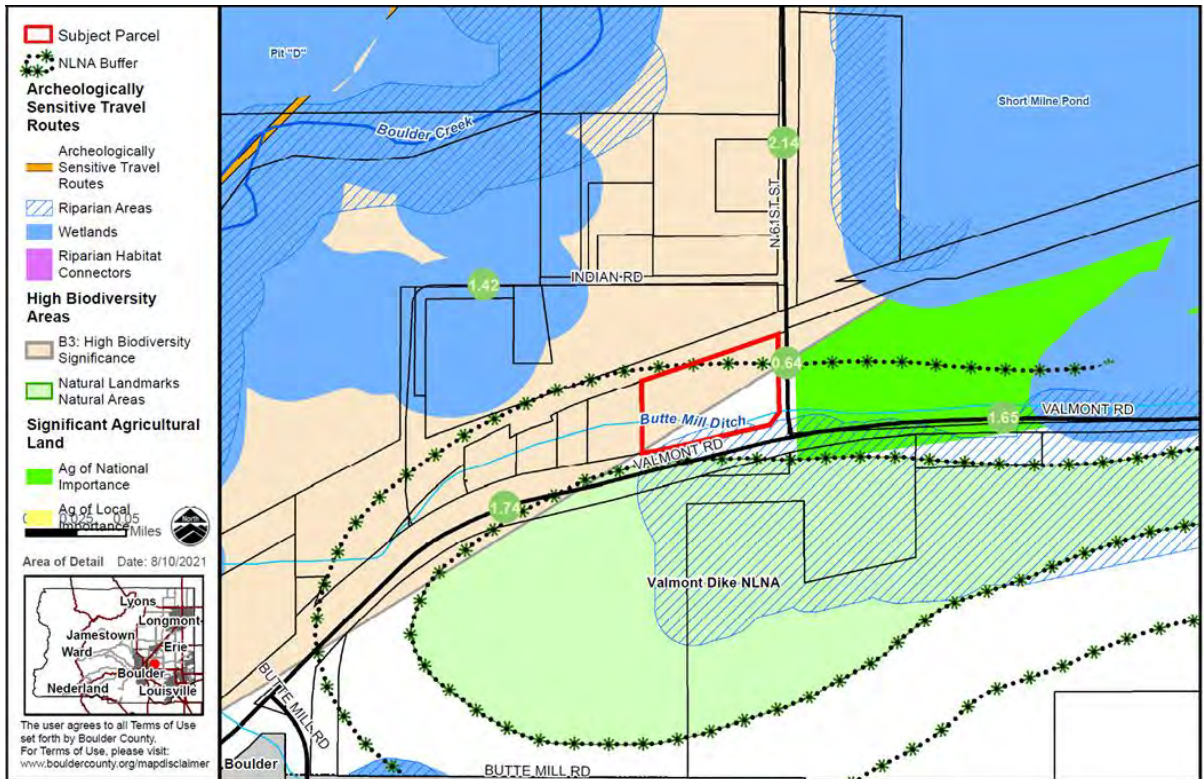 Subject Parcel
NLNA Buffer
Archeologically
Sensitive Travel
Routes
Archeologically
Sensitive Travel
Routes
Riparian Areas
Wetlands
Riparian Habitat
Connectors
High Biodiversity
Areas
B3: High Biodiversity
Significance
Natural Landmarks
Natural Areas
Significant Agricultural
Land
Ag of National
Importance
Ag of Local
Importance
0.025 0.05
Miles
North
Area of Detail Date: 8/10/2021
Lyons
Longmont
Jamestown
Ward
Erie
Boulder
Nederland
Louisville
The user agrees to all Terms of Use
set forth by Boulder County.
For Terms of Use, please visit:
www.bouldercounty.org/mapdisclaimer
Pit "D"
Boulder Creek
Short Milne Pond
2.14
N 61ST ST
INDIAN RD
1.42
0.64
Butte Mill Ditch
VALMONT RD
1.65
VALMONT RD
1.74
Valmont Dike NLNA
BUTTE MILL RD
Boulder
BUTTE MILL RD